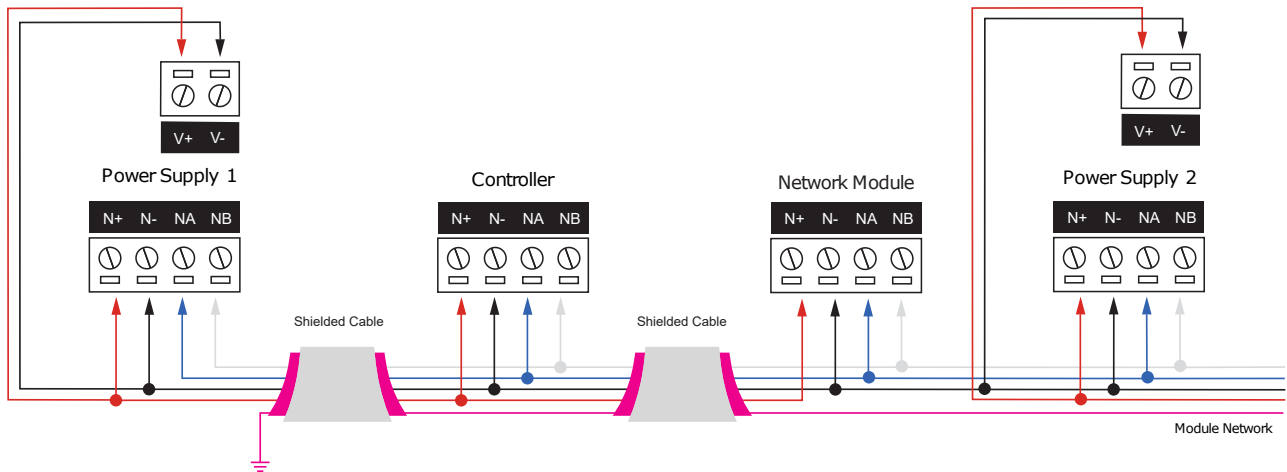 V+ V-
V+ V-
Power Supply 1
Controller
Network Module
Power Supply 2
N+ N- NA NB
N+ N- NA NB
N+ N- NA NB
N+ N- NA NB
Shielded Cable
Shielded Cable
Module Network